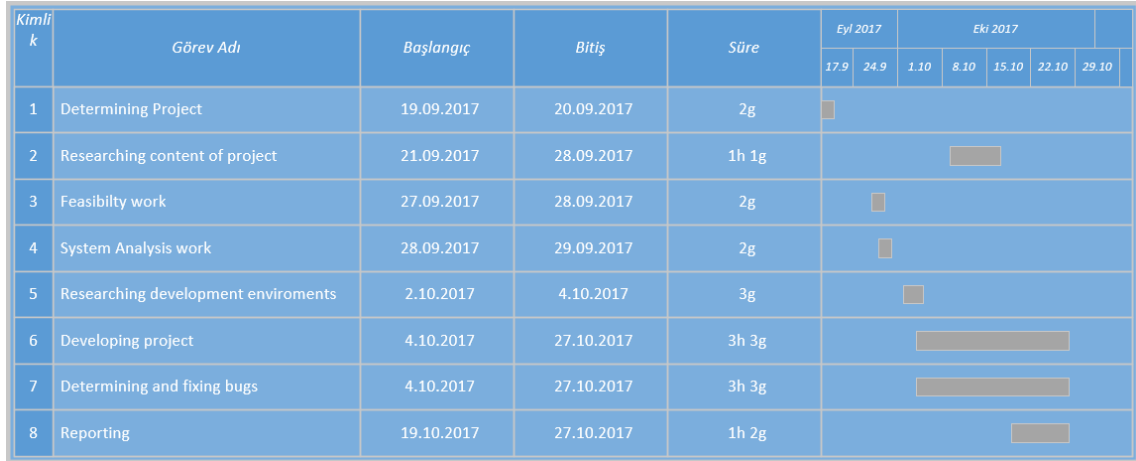 Kimli
k
Görev Adı
Başlangıç
Bitiş
Süre
Eyl 2017
Eki 2017
17.9 24.9 1.10 8.10 15.10 22.10 29.10
1 Determining Project 19.09.2017 20.09.2017 2g
2 Researching content of project 21.09.2017 28.09.2017 1h 1g
3 Feasibilty work 27.09.2017 28.09.2017 2g
4 System Analysis work 28.09.2017 29.09.2017 2g
5 Researching development enviroments 2.10.2017 4.10.2017 3g
6 Developing project 4.10.2017 27.10.2017 3h 3g
7 Determining and fixing bugs 4.10.2017 27.10.2017 3h 3g
8 Reporting 19.10.2017 27.10.2017 1h 2g